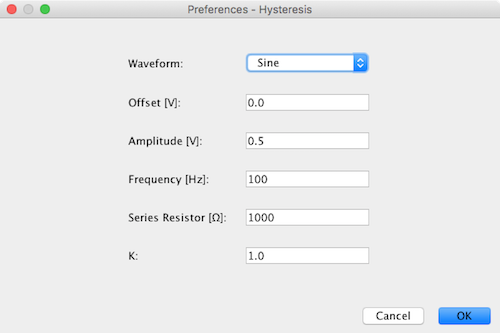 Preferences - Hysteresis
Waveform: Sine
Offset [V]: 0.0
Amplitude [V]: 0.5
Frequency [Hz]: 100
Series Resistor [Ω]: 1000
K: 1.0
Cancel OK